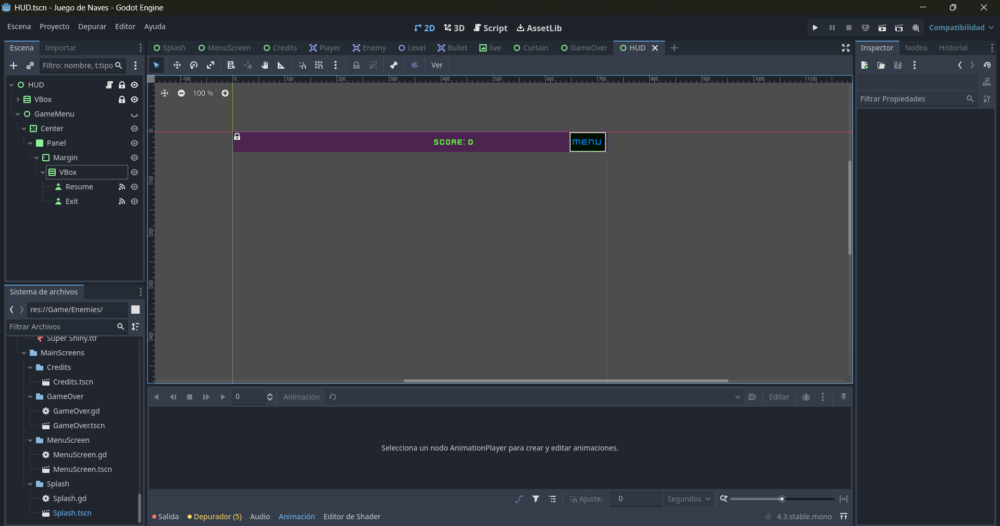 HUD.tscn - Juego de Naves - Godot Engine
Escena Proyecto Depurar Editor Ayuda
2D 3D Script AssetLib
Compatibilidad
Escena Importar
Splash MenuScreen Credits Player Enemy Level Bullet live Curtain GameOver HUD
Inspector Nodos Historial
Filtro: nombre, t:tipo
Ver
HUD
VBox
GameMenu
Center
Panel
Margin
VBox
Resume
Exit
-100 0 100 200 300 400 500 600 700 800 900 1000 1100
100 %
0
100
200
300
400
SCORE: 0
MENU
DOC
Filtrar Propiedades
Sistema de archivos
res://Game/Enemies/
Filtrar Archivos
Super Shiny.ttf
MainScreens
Credits
Credits.tscn
GameOver
GameOver.gd
GameOver.tscn
MenuScreen
MenuScreen.gd
MenuScreen.tscn
Splash
Splash.gd
Splash.tscn
0 Animación Editar
Selecciona un nodo AnimationPlayer para crear y editar animaciones.
Ajuste: 0 Segundos
Salida Depurador (5) Audio Animación Editor de Shader
4.3.stable.mono